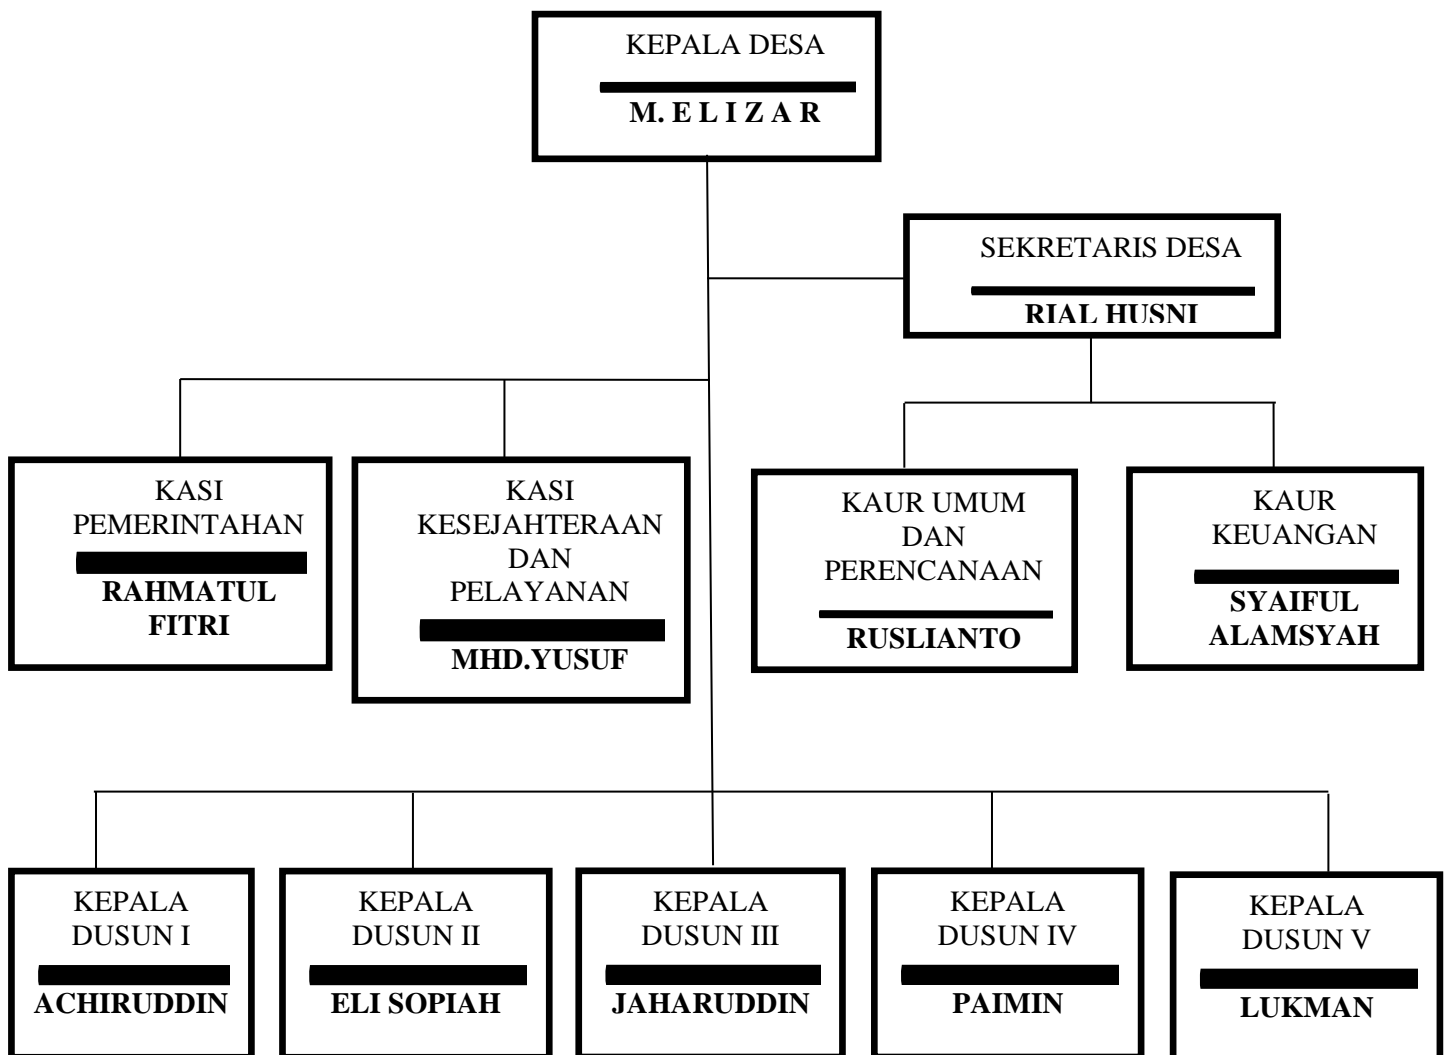 KEPALA DESA
M. E L I Z A R
SEKRETARIS DESA
RIAL HUSNI
KASI
PEMERINTAHAN
RAHMATUL
FITRI
KASI
KESEJAHTERAAN
DAN
PELAYANAN
MHD.YUSUF
KAUR UMUM
DAN
PERENCANAAN
RUSLIANTO
KAUR
KEUANGAN
SYAIFUL
ALAMSYAH
KEPALA
DUSUN I
ACHIRUDDIN
KEPALA
DUSUN II
ELI SOPIAH
KEPALA
DUSUN III
JAHARUDDIN
KEPALA
DUSUN IV
PAIMIN
KEPALA
DUSUN V
LUKMAN